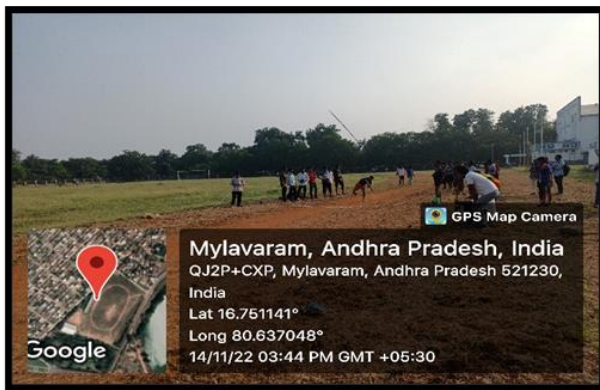 GPS Map Camera
Mylavaram, Andhra Pradesh, India
QJ2P+CXP, Mylavaram, Andhra Pradesh 521230,
India
Lat 16.751141°
Long 80.637048°
14/11/22 03:44 PM GMT +05:30
Google